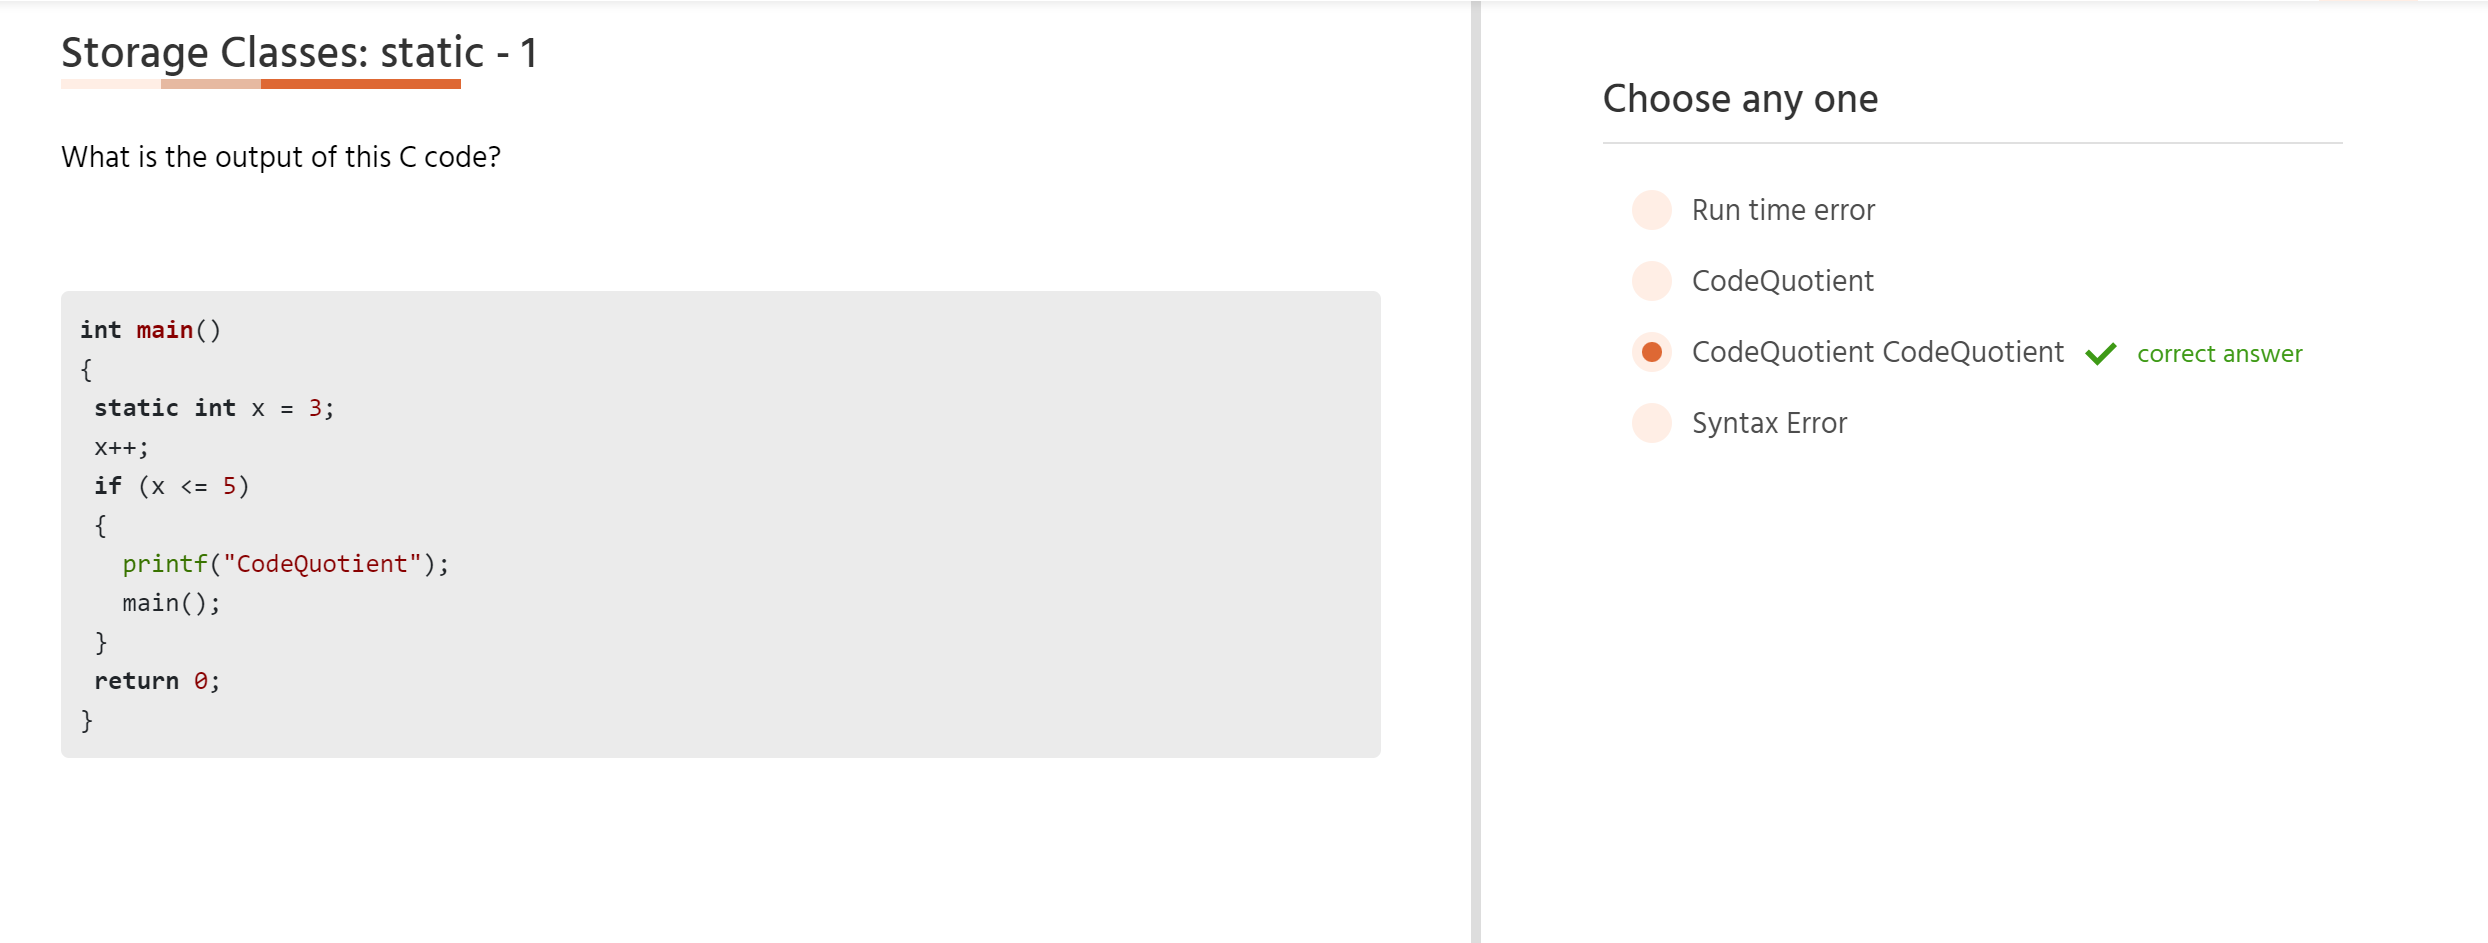 Storage Classes: static - 1
What is the output of this C code?
int main()
{
 static int x = 3;
 x++;
 if (x <= 5)
 {
   printf("CodeQuotient");
   main();
 }
 return 0;
}
Choose any one
Run time error
CodeQuotient
CodeQuotient CodeQuotient correct answer
Syntax Error